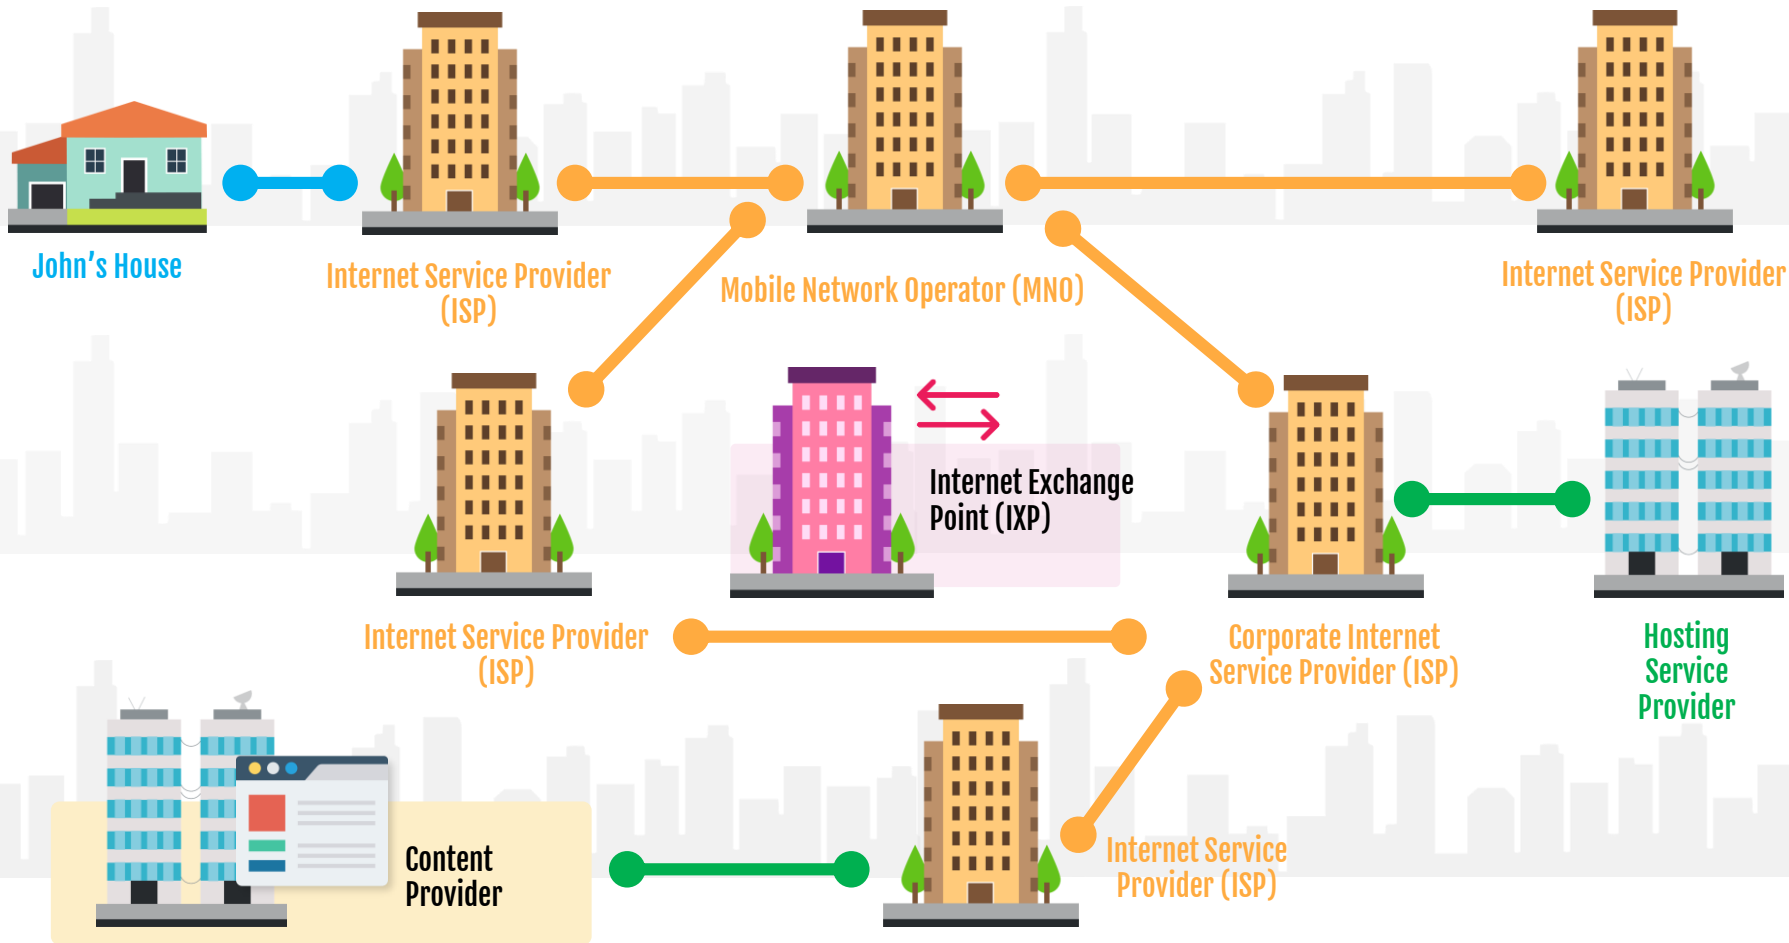 John’s House
Internet Service Provider
(ISP)
Mobile Network Operator (MNO)
Internet Service Provider
(ISP)
Internet Exchange
Point (IXP)
Internet Service Provider
(ISP)
Corporate Internet
Service Provider (ISP)
Hosting
Service
Provider
Content
Provider
Internet Service
Provider (ISP)